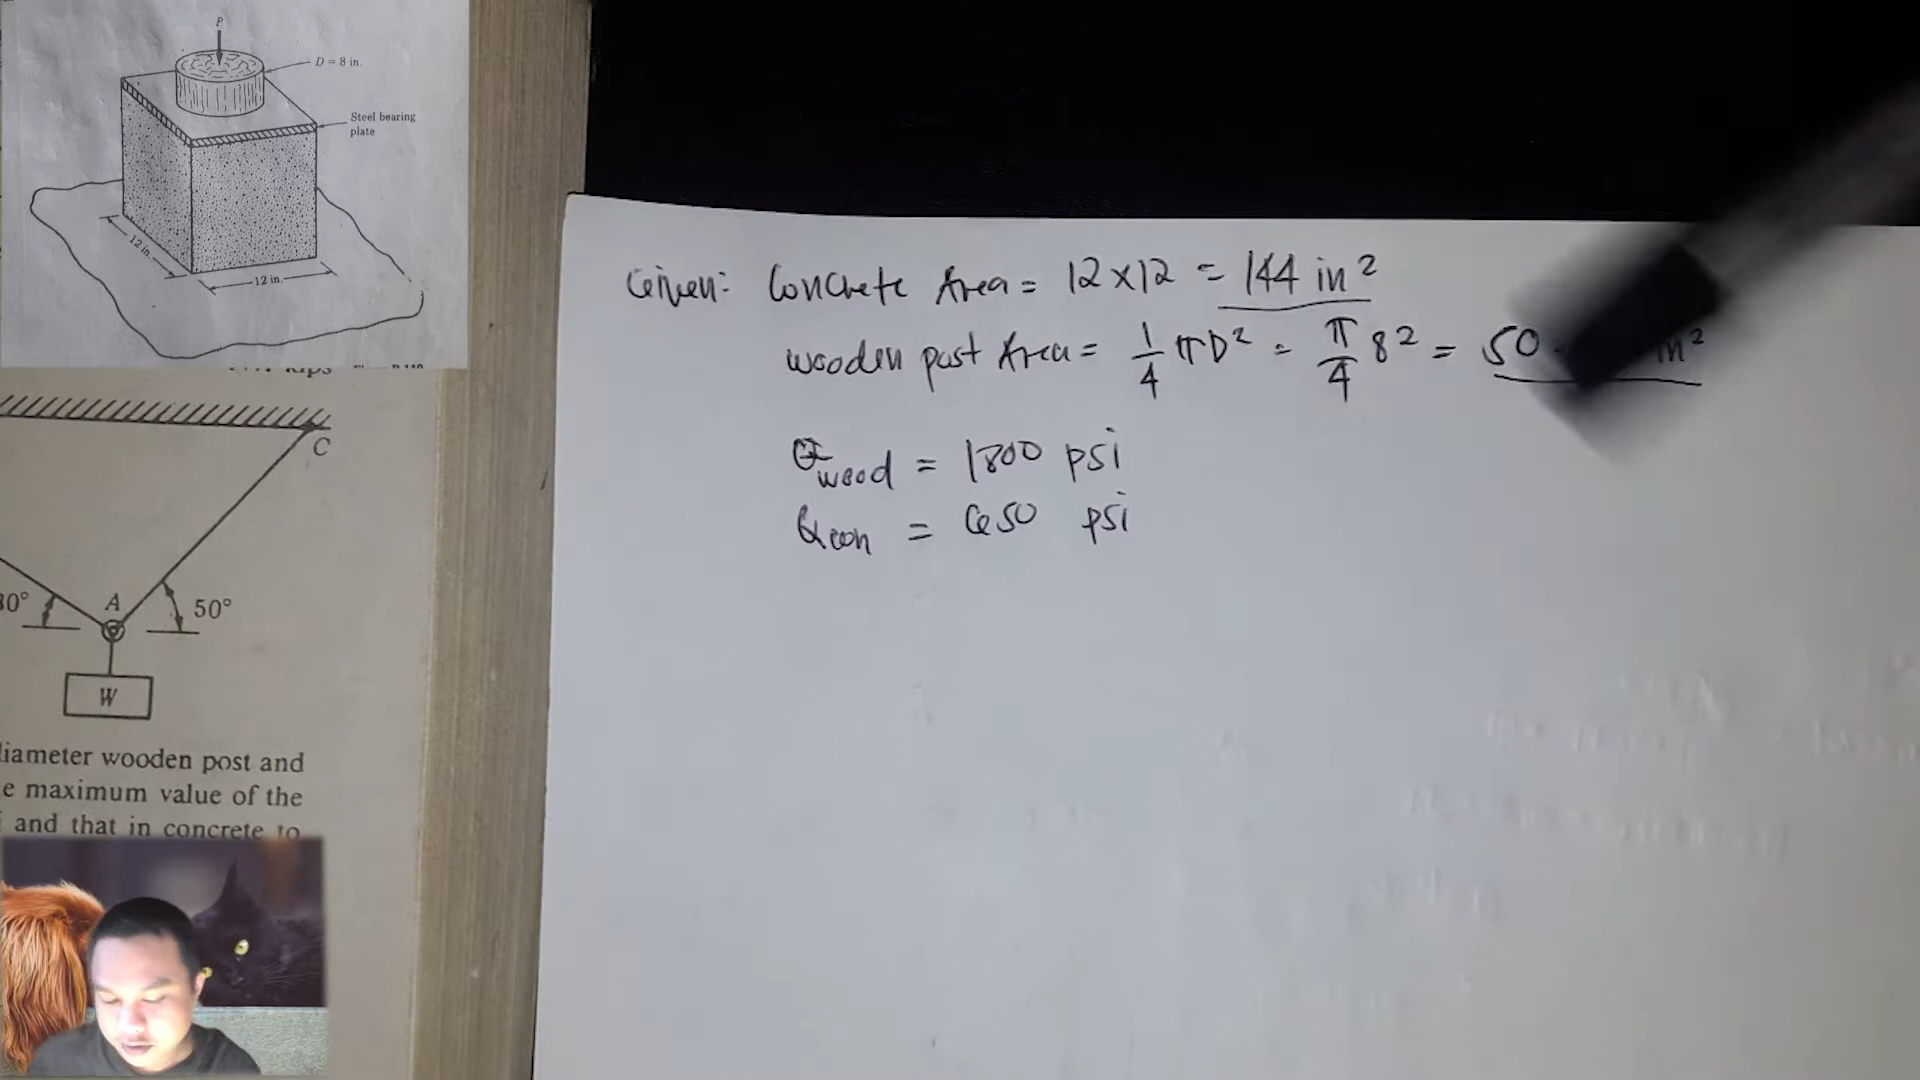 P
D = 8 in.
Steel bearing
plate
12 in.
12 in.
kips
C
30°
A
50°
W
diameter wooden post and
e maximum value of the
and that in concrete to
Given: Concrete Area = 12 x 12 = 144 in²
wooden post Area = 1/4 πD² = π/4 8² = 50. in²
σwood = 1800 psi
σcon = 650 psi